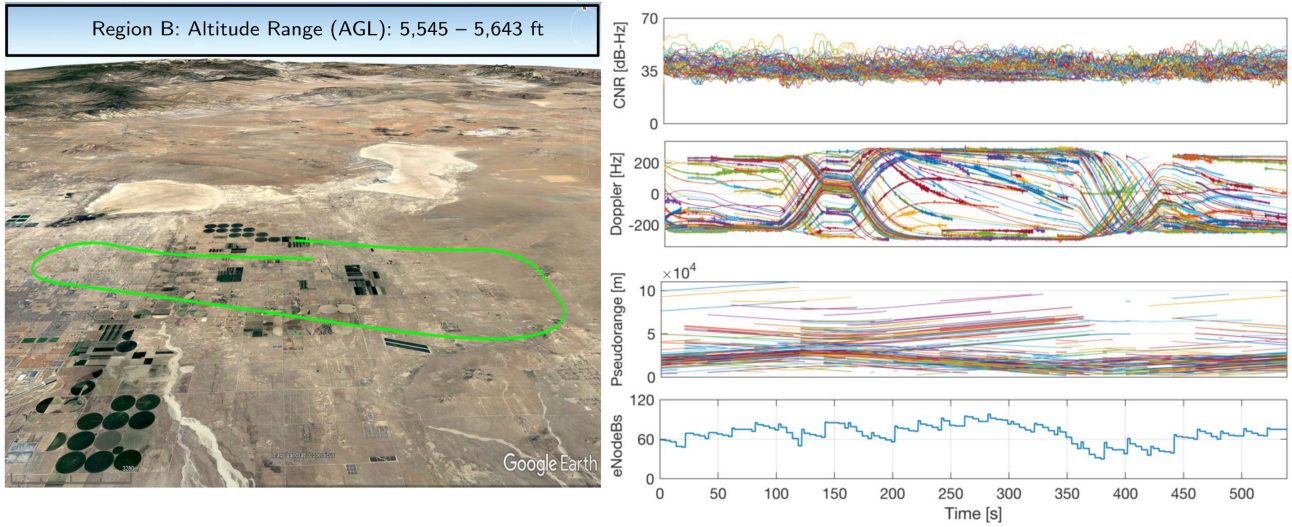 Region B: Altitude Range (AGL): 5,545 – 5,643 ft
Google Earth
CNR [dB-Hz]
70
35
0
Doppler [Hz]
200
0
-200
×10⁴
Pseudorange [m]
10
5
0
eNodeBs
120
60
0
0 50 100 150 200 250 300 350 400 450 500
Time [s]